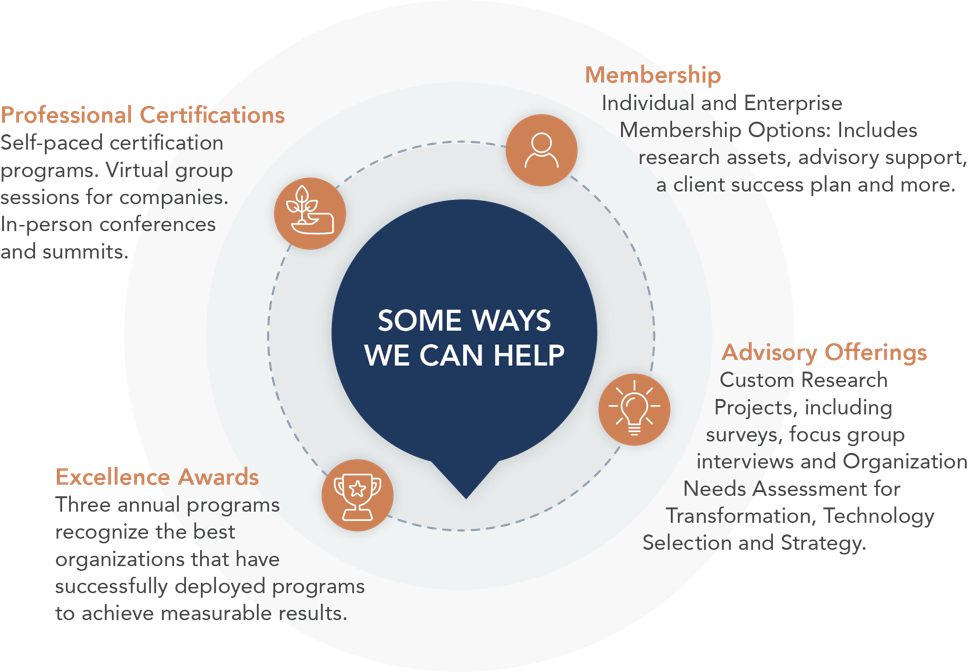 Membership
Individual and Enterprise
Membership Options: Includes
research assets, advisory support,
a client success plan and more.
Professional Certifications
Self-paced certification
programs. Virtual group
sessions for companies.
In-person conferences
and summits.
SOME WAYS
WE CAN HELP
Advisory Offerings
Custom Research
Projects, including
surveys, focus group
interviews and Organization
Needs Assessment for
Transformation, Technology
Selection and Strategy.
Excellence Awards
Three annual programs
recognize the best
organizations that have
successfully deployed programs
to achieve measurable results.